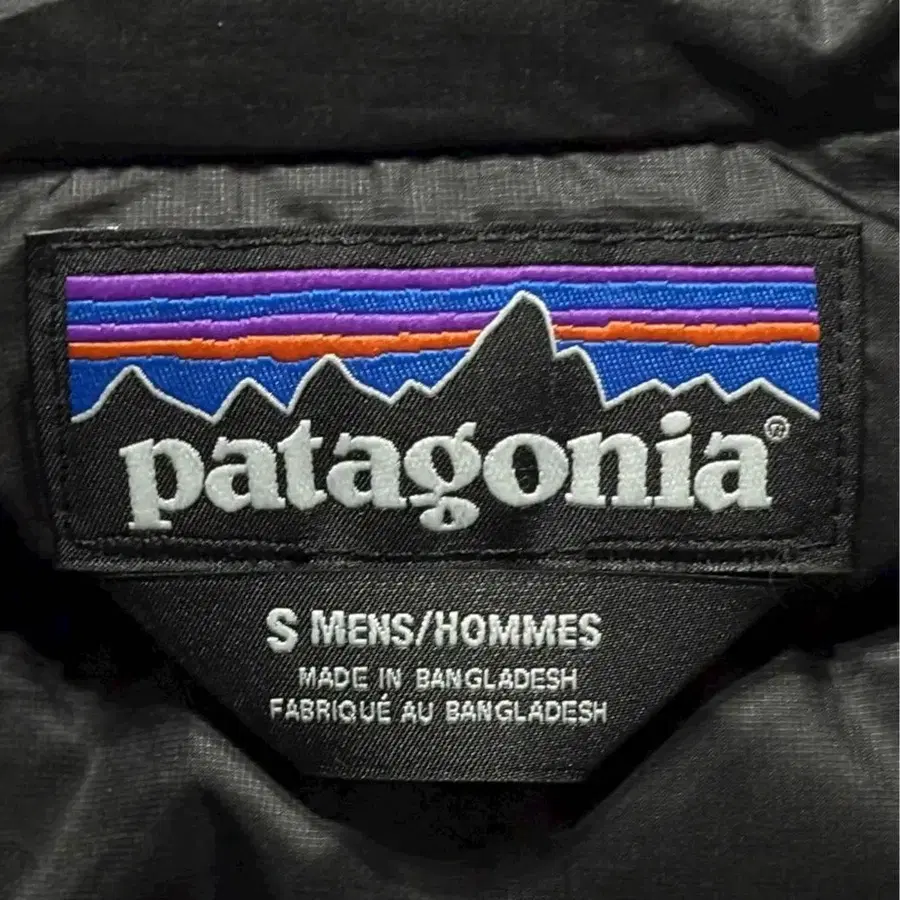 patagonia®
S MENS/HOMMES
MADE IN BANGLADESH
FABRIQUÉ AU BANGLADESH